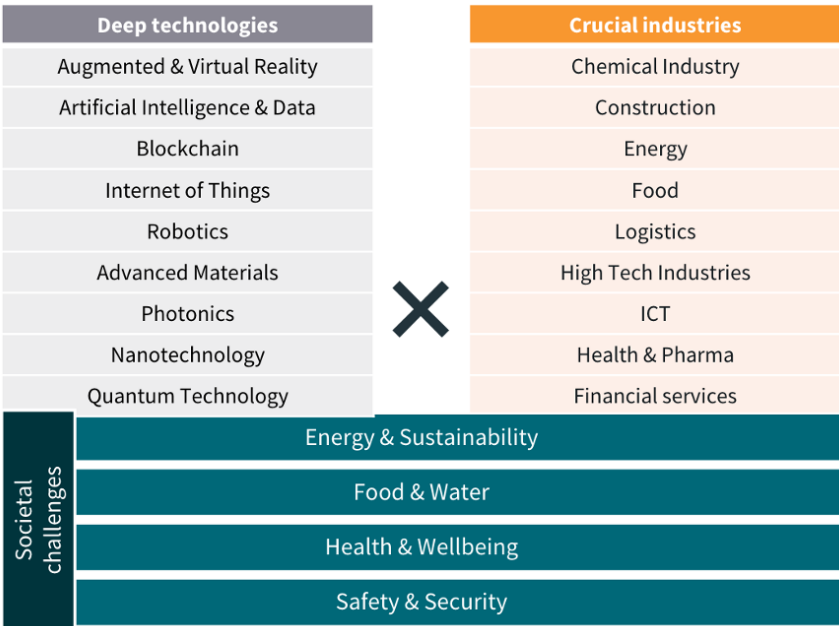 Deep technologies
Augmented & Virtual Reality
Artificial Intelligence & Data
Blockchain
Internet of Things
Robotics
Advanced Materials
Photonics
Nanotechnology
Quantum Technology
Crucial industries
Chemical Industry
Construction
Energy
Food
Logistics
High Tech Industries
ICT
Health & Pharma
Financial services
Societal
challenges
Energy & Sustainability
Food & Water
Health & Wellbeing
Safety & Security